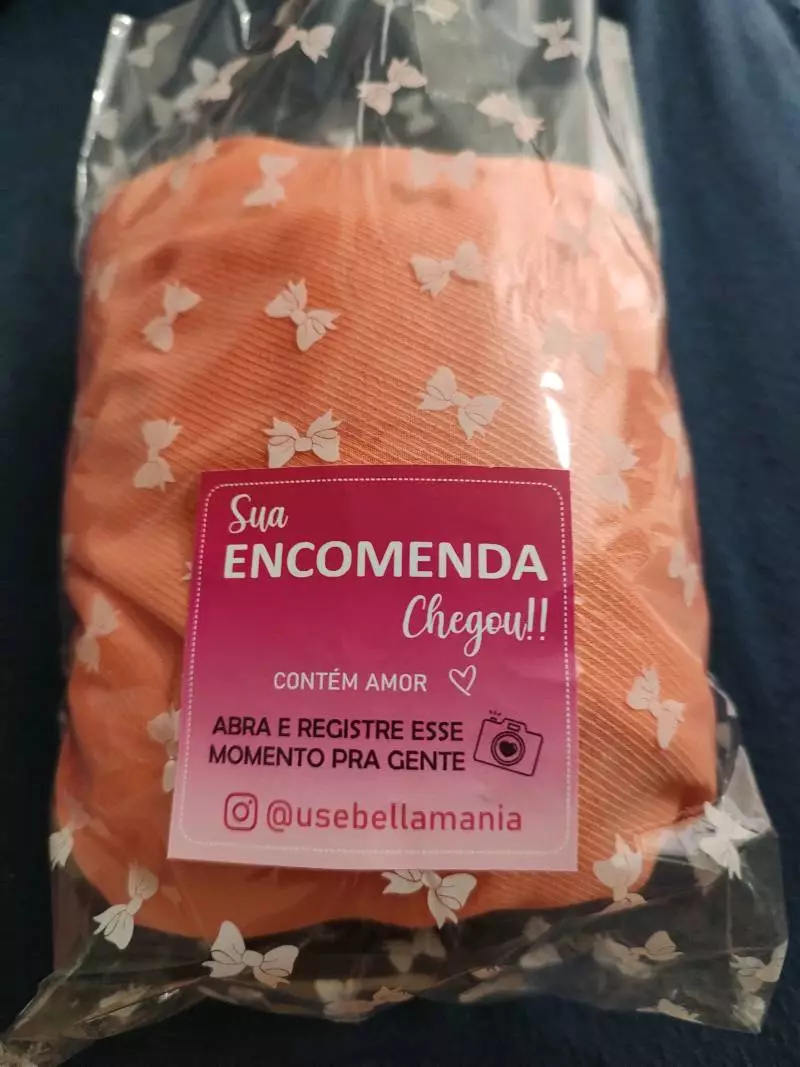 Sua
ENCOMENDA
Chegou!!
CONTÉM AMOR
ABRA E REGISTRE ESSE
MOMENTO PRA GENTE
@usebellamania